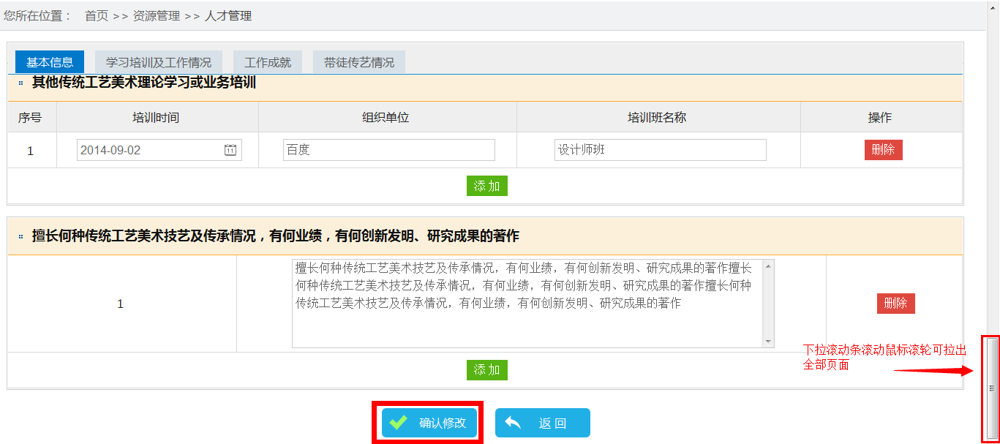 您所在位置： 首页 >> 资源管理 >> 人才管理
基本信息 学习培训及工作情况 工作成就 带徒传艺情况
其他传统工艺美术理论学习或业务培训
序号 培训时间 组织单位 培训班名称 操作
1 2014-09-02 11 百度 设计师班 删除
添 加
擅长何种传统工艺美术技艺及传承情况，有何业绩，有何创新发明、研究成果的著作
擅长何种传统工艺美术技艺及传承情况，有何业绩，有何创新发明、研究成果的著作擅长
何种传统工艺美术技艺及传承情况，有何业绩，有何创新发明、研究成果的著作擅长何种
传统工艺美术技艺及传承情况，有何业绩，有何创新发明、研究成果的著作
1 删除
下拉滚动条滚动鼠标滚轮可拉出
全部页面
添 加
确认修改 返 回